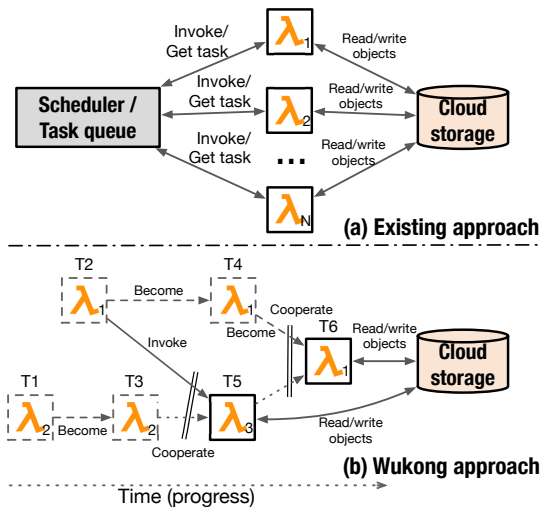 Invoke/
Get task
λ1
Read/write
objects
Scheduler /
Task queue
Invoke/
Get task
λ2
Read/write
objects
Cloud
storage
Invoke/
Get task
...
Read/write
objects
λN
(a) Existing approach
T2
λ1
Become
T4
λ1
Cooperate
Become
T6
λ1
Read/write
objects
Cloud
storage
Invoke
T1
λ2
Become
T3
λ2
Cooperate
T5
λ3
Read/write
objects
(b) Wukong approach
Time (progress)